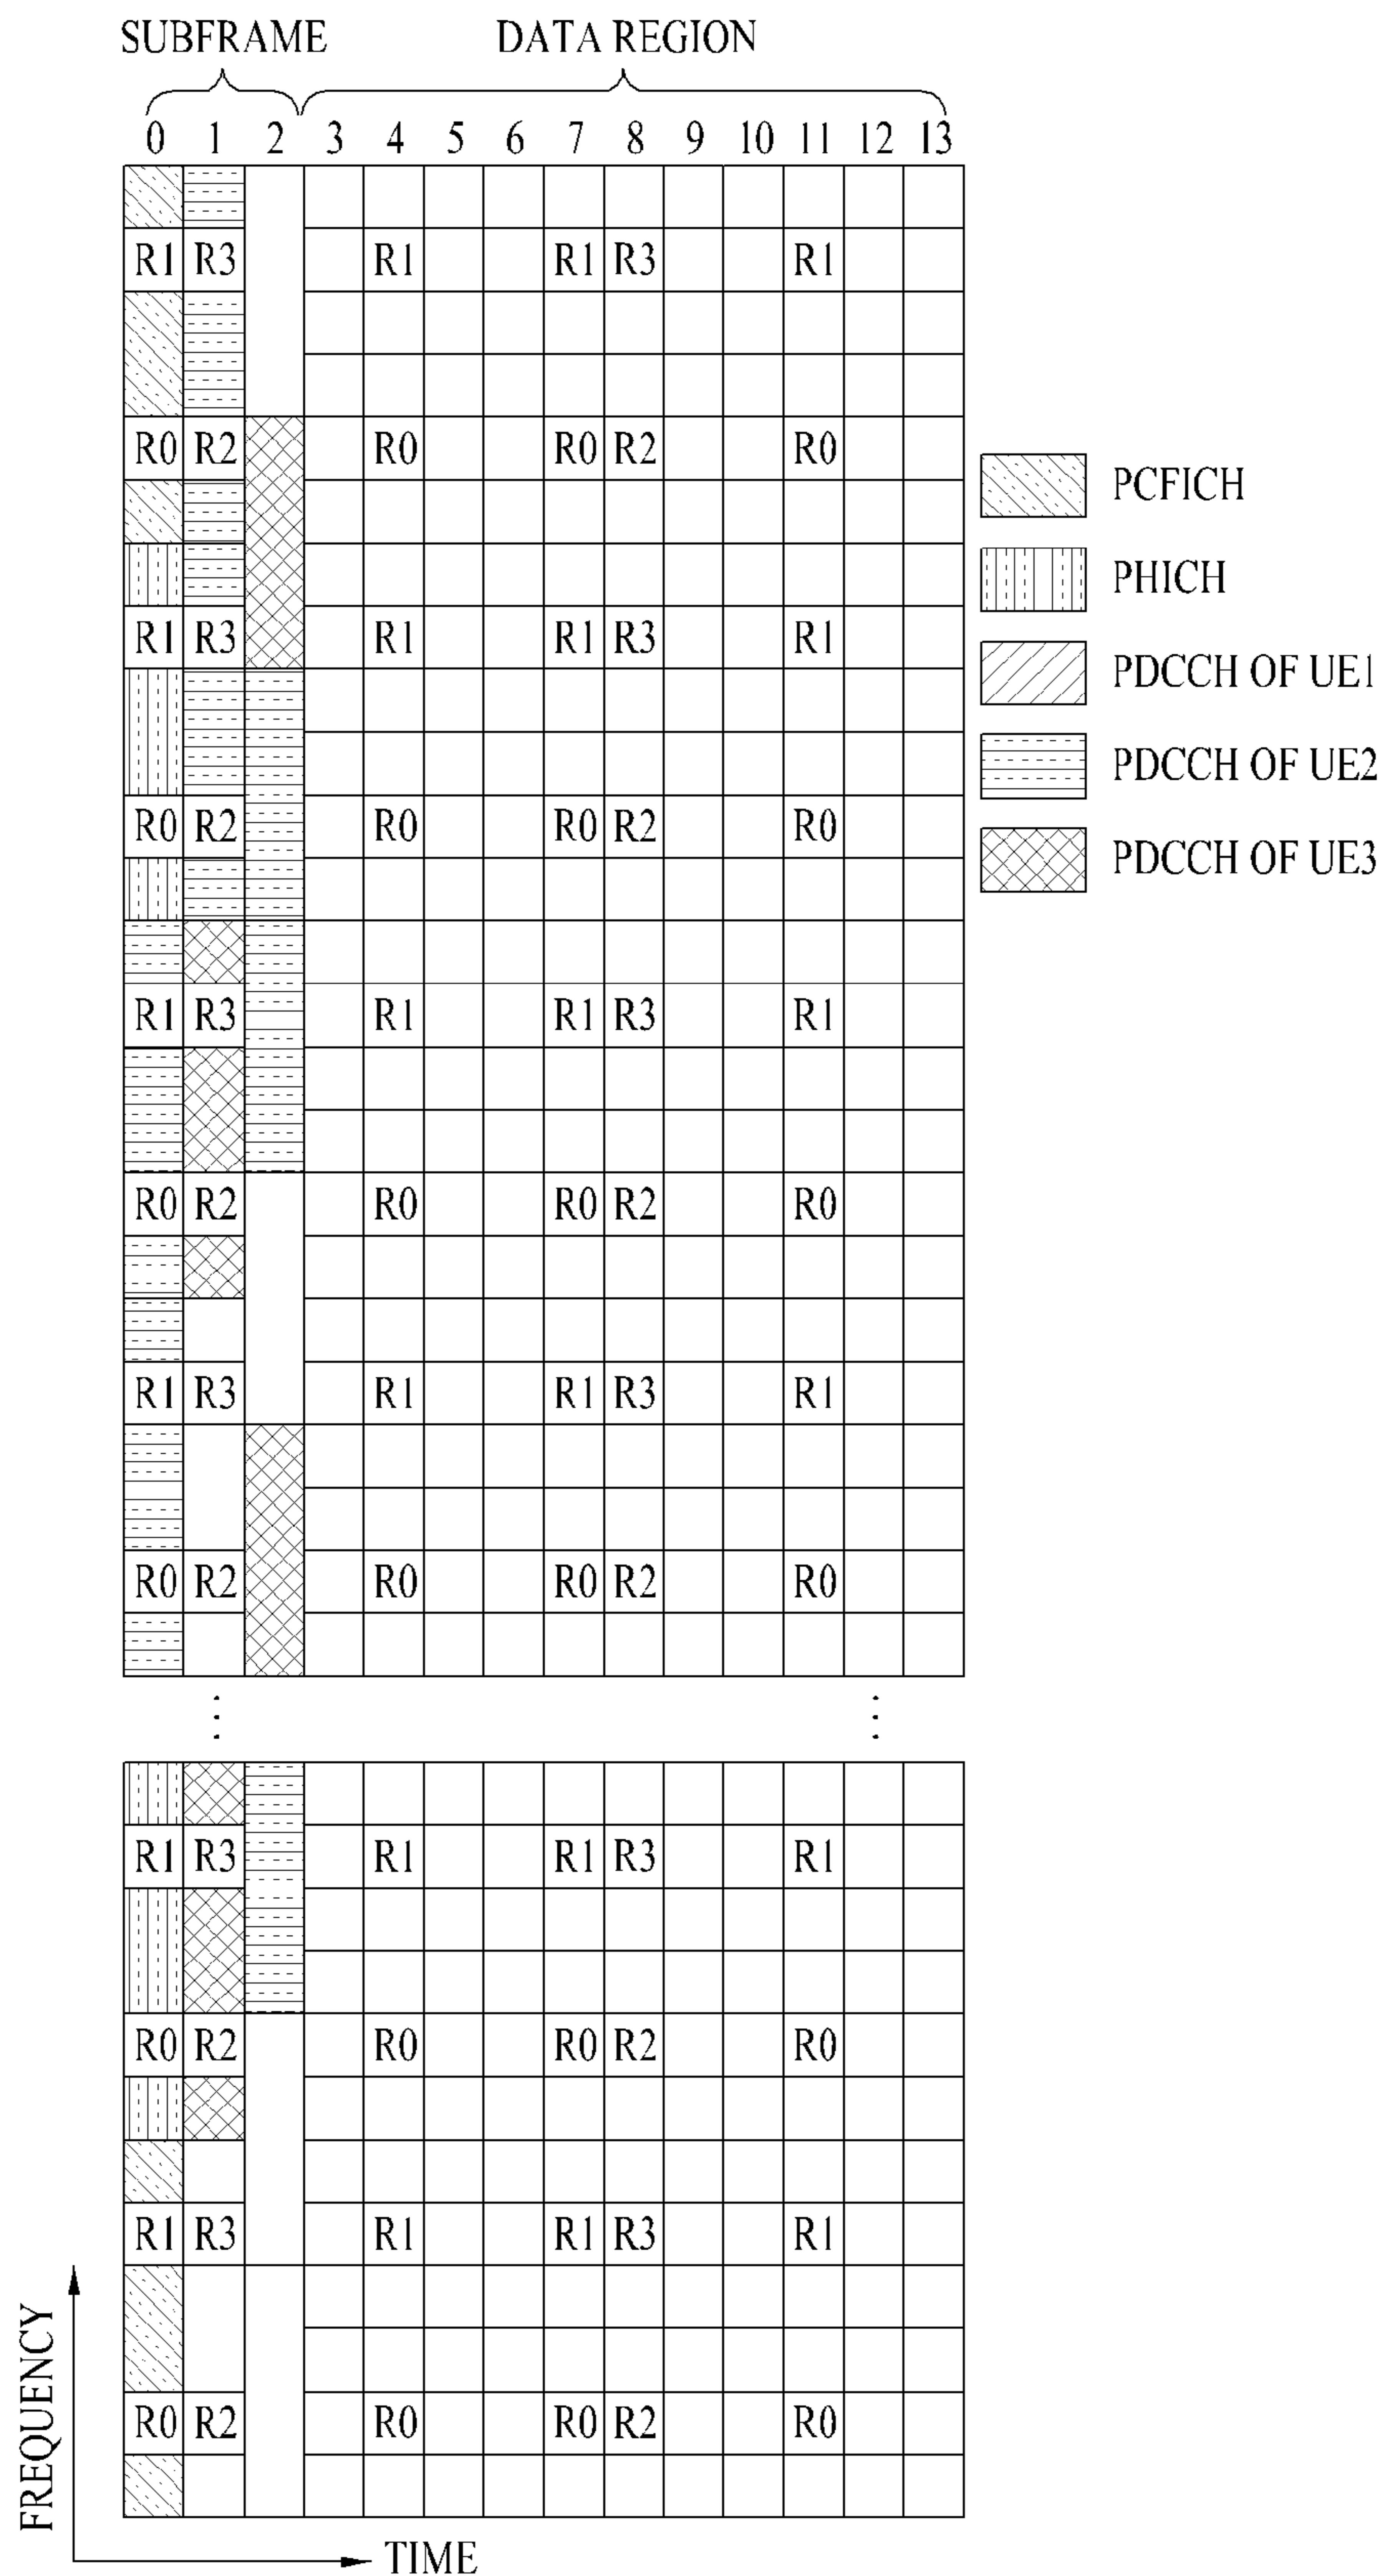 SUBFRAME DATA REGION
0 1 2 3 4 5 6 7 8 9 10 11 12 13
R1 R3 R1 R1 R3 R1
R0 R2 R0 R0 R2 R0
PCFICH
PHICH
R1 R3 R1 R1 R3 R1
PDCCH OF UE1
PDCCH OF UE2
R0 R2 R0 R0 R2 R0
PDCCH OF UE3
R1 R3 R1 R1 R3 R1
R0 R2 R0 R0 R2 R0
R1 R3 R1 R1 R3 R1
R0 R2 R0 R0 R2 R0
R1 R3 R1 R1 R3 R1
R0 R2 R0 R0 R2 R0
R1 R3 R1 R1 R3 R1
R0 R2 R0 R0 R2 R0
FREQUENCY
TIME